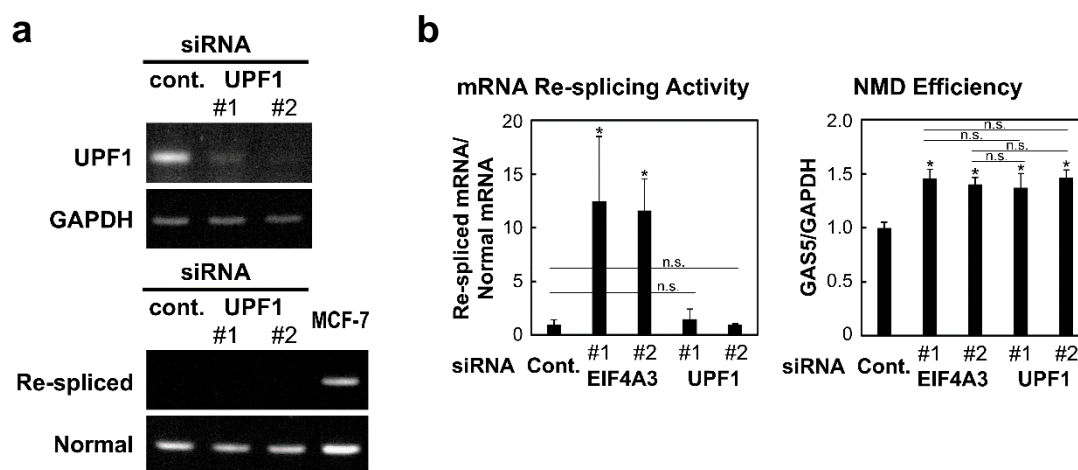 a
siRNA
cont. UPF1
#1 #2
UPF1
GAPDH
siRNA
cont. UPF1
MCF-7
#1 #2
Re-spliced
Normal
b
mRNA Re-splicing Activity
Re-spliced mRNA/
Normal mRNA
20
15
10
5
0
*
*
n.s.
n.s.
siRNA Cont. #1 #2 #1 #2
EIF4A3 UPF1
NMD Efficiency
GAS5/GAPDH
2.0
1.5
1.0
0
n.s.
n.s.
n.s.
n.s.
* * * *
siRNA Cont. #1 #2 #1 #2
EIF4A3 UPF1